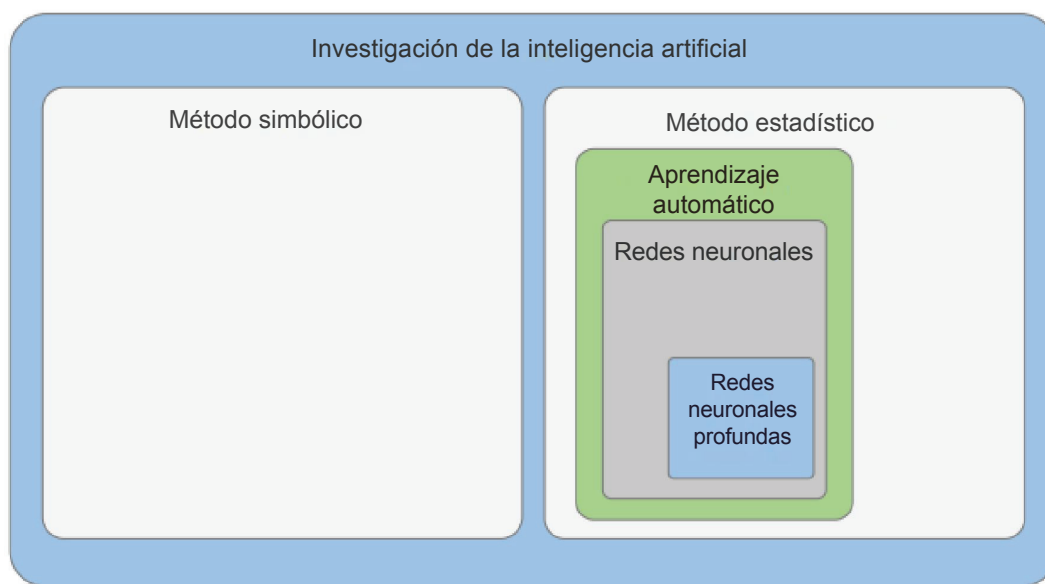 Investigación de la inteligencia artificial
Método simbólico
Método estadístico
Aprendizaje
automático
Redes neuronales
Redes
neuronales
profundas